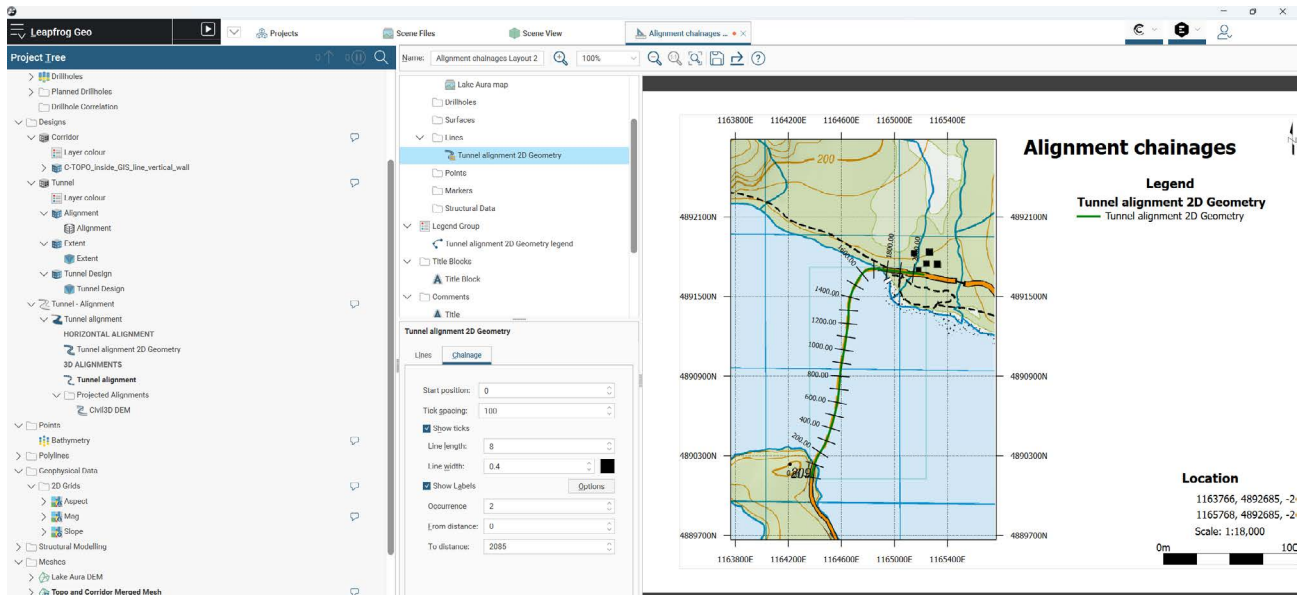 Leapfrog Geo
Projects
Scene Files
Scene View
Alignment chainages ...
Project Tree
Drillholes
Planned Drillholes
Drillhole Correlation
Designs
Corridor
Layer colour
C-TOPO_inside_GIS_line_vertical_wall
Tunnel
Layer colour
Alignment
Alignment
Extent
Extent
Tunnel Design
Tunnel Design
Tunnel - Alignment
Tunnel alignment
HORIZONTAL ALIGNMENT
Tunnel alignment 2D Geometry
3D ALIGNMENTS
Tunnel alignment
Projected Alignments
Civil3D DEM
Points
Bathymetry
Polylines
Geophysical Data
2D Grids
Aspect
Mag
Slope
Structural Modelling
Meshes
Lake Aura DEM
Topo and Corridor Merged Mesh
Name: Alignment chainages Layout 2 100%
Lake Aura map
Drillholes
Surfaces
Lines
Tunnel alignment 2D Geometry
Points
Markers
Structural Data
Legend Group
Tunnel alignment 2D Geometry legend
Title Blocks
Title Block
Comments
Title
Tunnel alignment 2D Geometry
Lines Chainage
Start position: 0
Tick spacing: 100
Show ticks
Line length: 8
Line width: 0.4
Show Labels Options
Occurrence 2
From distance: 0
To distance: 2085
1163800E 1164200E 1164600E 1165000E 1165400E
200
4892100N 4892100N
1800.00
1600.00
4891500N 4891500N
1400.00
1200.00
1000.00
4890900N 800.00 4890900N
600.00
400.00
200.00
4890300N 4890300N
809
4889700N 4889700N
1163800E 1164200E 1164600E 1165000E 1165400E
Alignment chainages
N
Legend
Tunnel alignment 2D Geometry
Tunnel alignment 2D Geometry
Location
1163766, 4892685, -2
1165768, 4892685, -2
Scale: 1:18,000
0m 100